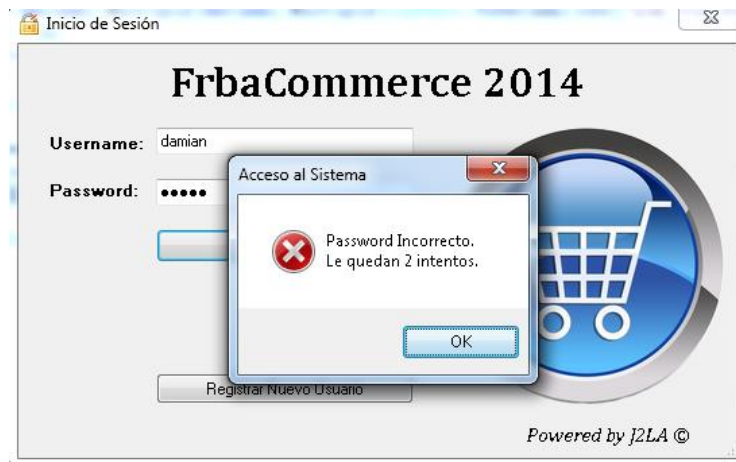 Inicio de Sesión
FrbaCommerce 2014
Username: damian
Password: •••••
Acceso al Sistema
Password Incorrecto.
Le quedan 2 intentos.
OK
Registrar Nuevo Usuario
Powered by J2LA ©